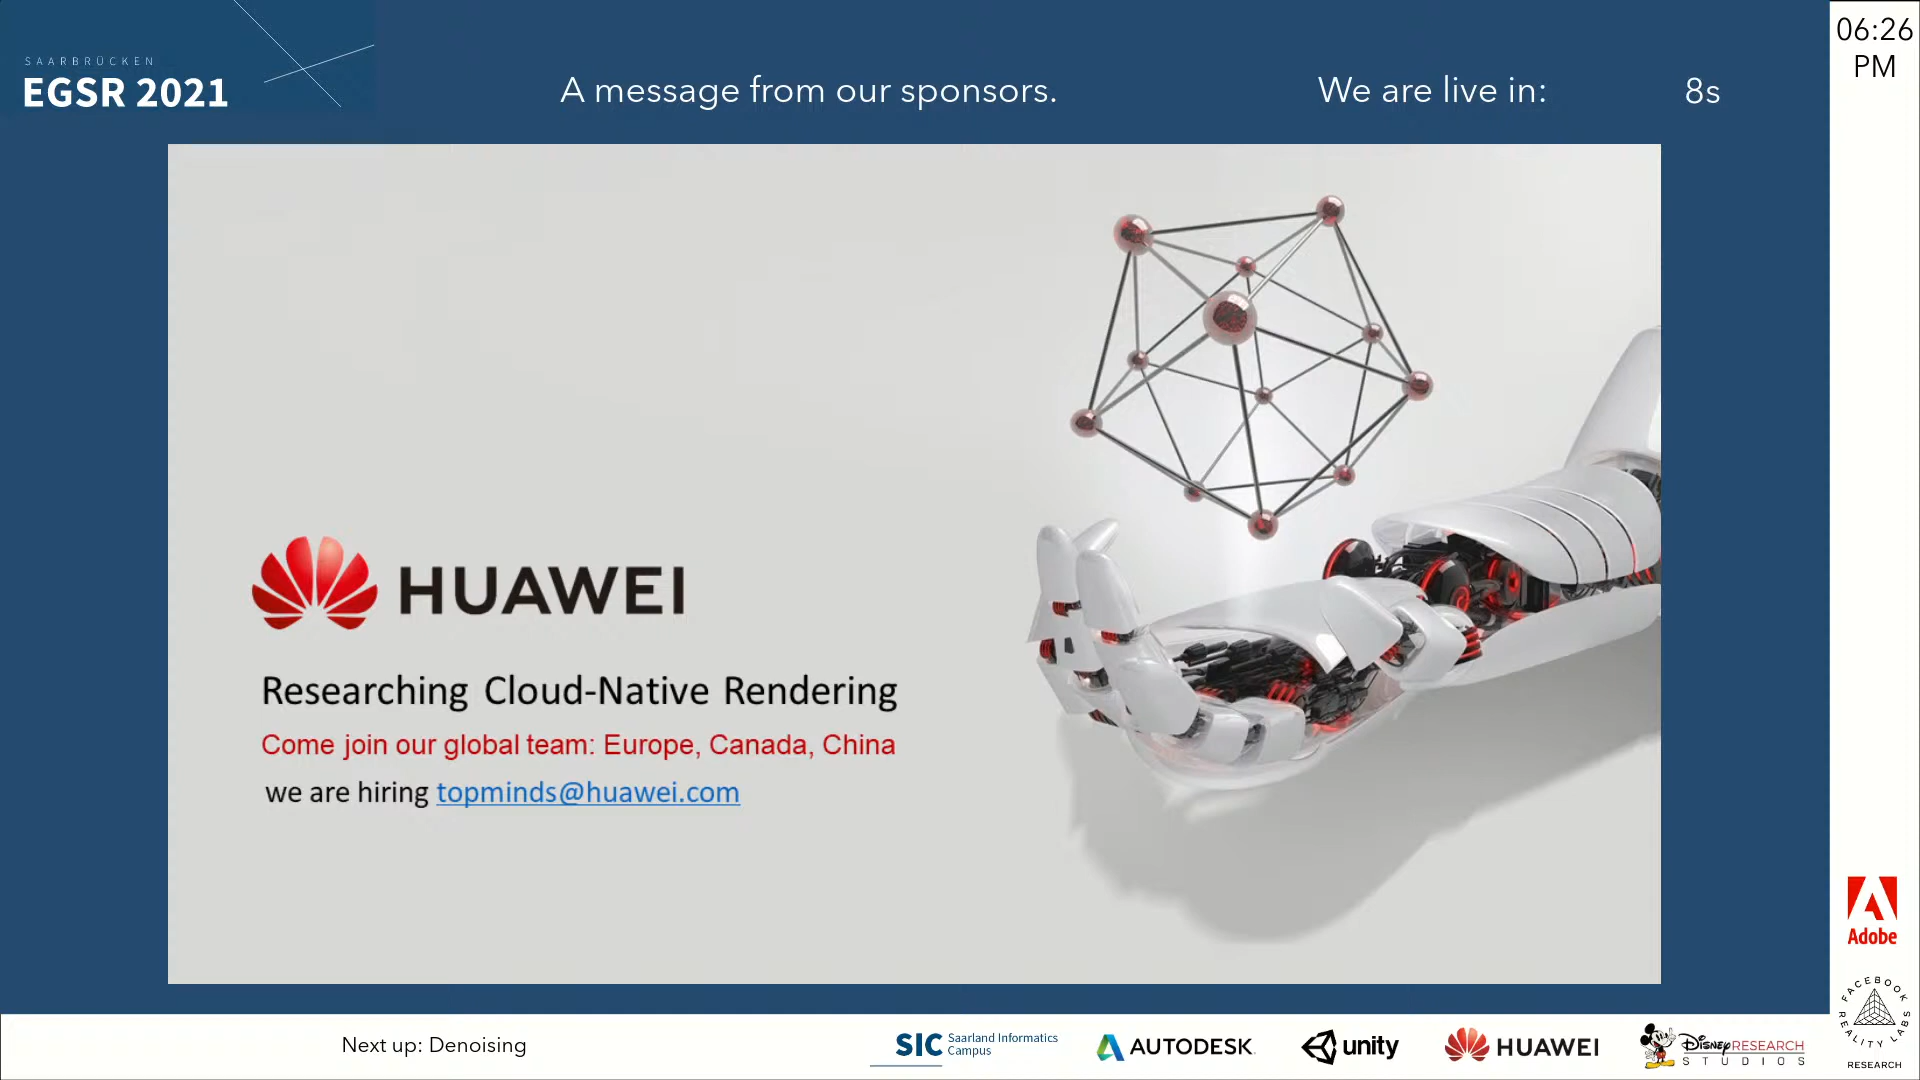 SAARBRÜCKEN
EGSR 2021
A message from our sponsors.
We are live in:
8s
06:26
PM
HUAWEI
Researching Cloud-Native Rendering
Come join our global team: Europe, Canada, China
we are hiring topminds@huawei.com
Adobe
FACEBOOK
REALITY LABS
RESEARCH
Next up: Denoising
SIC Saarland Informatics
Campus
AUTODESK
unity
HUAWEI
DISNEY RESEARCH
STUDIOS